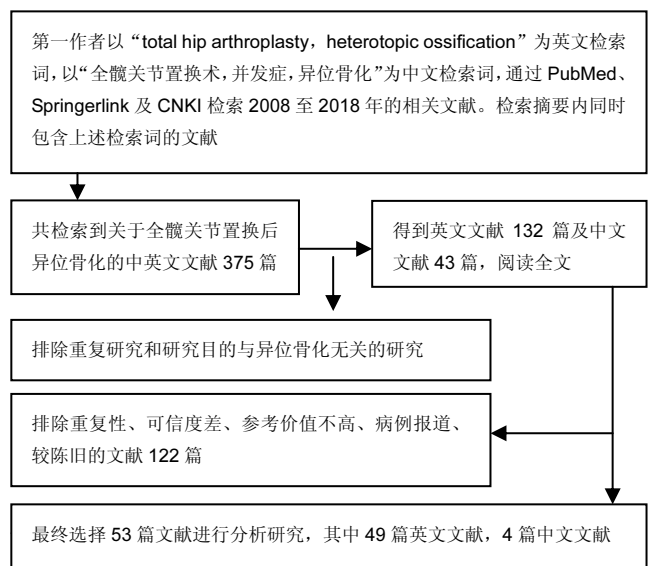 第一作者以“total hip arthroplasty，heterotopic ossification”为英文检索
词，以“全髋关节置换术，并发症，异位骨化”为中文检索词，通过 PubMed、
Springerlink 及 CNKI 检索 2008 至 2018 年的相关文献。检索摘要内同时
包含上述检索词的文献
共检索到关于全髋关节置换后
异位骨化的中英文文献 375 篇
得到英文文献 132 篇及中文
文献 43 篇，阅读全文
排除重复研究和研究目的与异位骨化无关的研究
排除重复性、可信度差、参考价值不高、病例报道、
较陈旧的文献 122 篇
最终选择 53 篇文献进行分析研究，其中 49 篇英文文献，4 篇中文文献